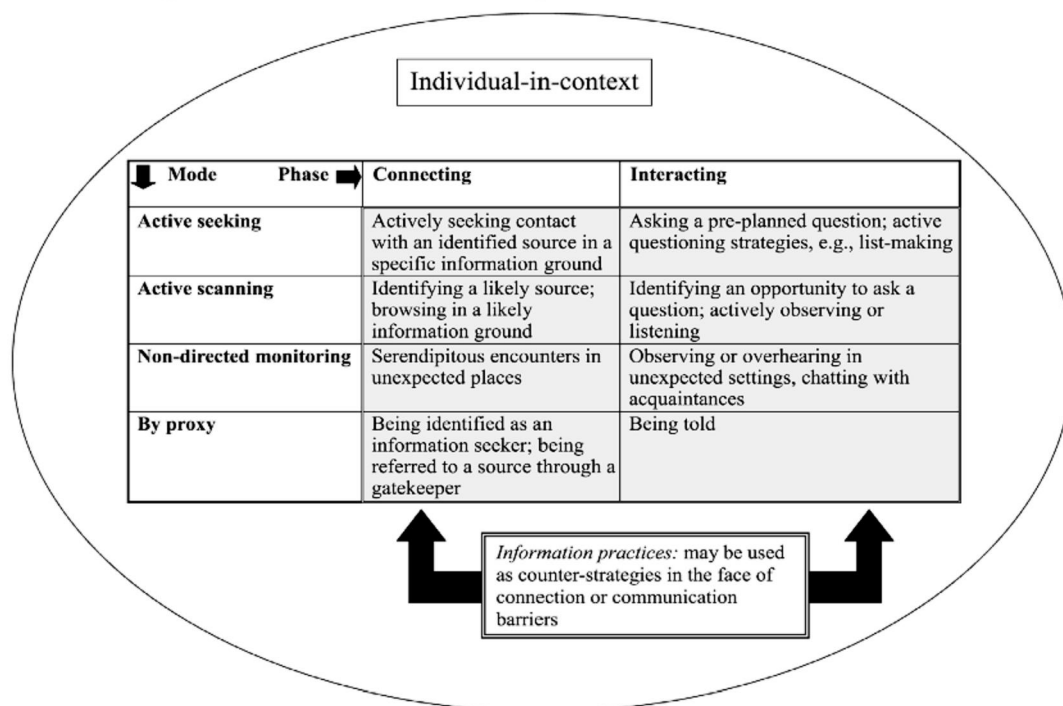 Individual-in-context
Mode Phase Connecting Interacting
Active seeking
Actively seeking contact
with an identified source in a
specific information ground
Asking a pre-planned question; active
questioning strategies, e.g., list-making
Active scanning
Identifying a likely source;
browsing in a likely
information ground
Identifying an opportunity to ask a
question; actively observing or
listening
Non-directed monitoring
Serendipitous encounters in
unexpected places
Observing or overhearing in
unexpected settings, chatting with
acquaintances
By proxy
Being identified as an
information seeker; being
referred to a source through a
gatekeeper
Being told
Information practices: may be used
as counter-strategies in the face of
connection or communication
barriers